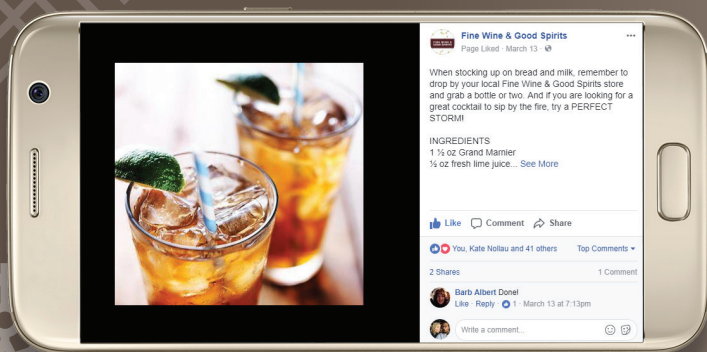 Fine Wine & Good Spirits
Page Liked · March 13 ·
When stocking up on bread and milk, remember to
drop by your local Fine Wine & Good Spirits store
and grab a bottle or two. And if you are looking for a
great cocktail to sip by the fire, try a PERFECT
STORM!
INGREDIENTS
1 ½ oz Grand Marnier
½ oz fresh lime juice... See More
Like Comment Share
You, Kate Nollau and 41 others Top Comments
2 Shares 1 Comment
Barb Albert Done!
Like · Reply · 1 · March 13 at 7:13pm
Write a comment...